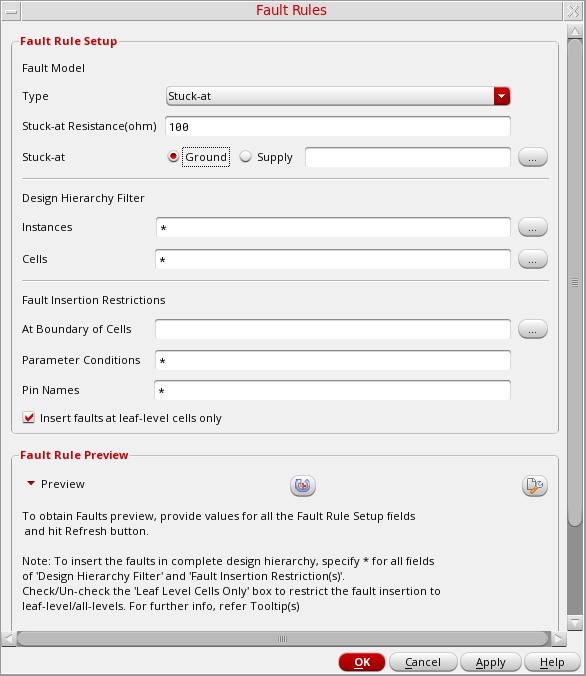 Fault Rules
Fault Rule Setup
Fault Model
Type Stuck-at
Stuck-at Resistance(ohm) 100
Stuck-at Ground Supply ...
Design Hierarchy Filter
Instances * ...
Cells * ...
Fault Insertion Restrictions
At Boundary of Cells ...
Parameter Conditions *
Pin Names *
Insert faults at leaf-level cells only
Fault Rule Preview
Preview
To obtain Faults preview, provide values for all the Fault Rule Setup fields
and hit Refresh button.
Note: To insert the faults in complete design hierarchy, specify * for all fields
of 'Design Hierarchy Filter' and 'Fault Insertion Restriction(s)'.
Check/Un-check the 'Leaf Level Cells Only' box to restrict the fault insertion to
leaf-level/all-levels. For further info, refer Tooltip(s)
OK Cancel Apply Help